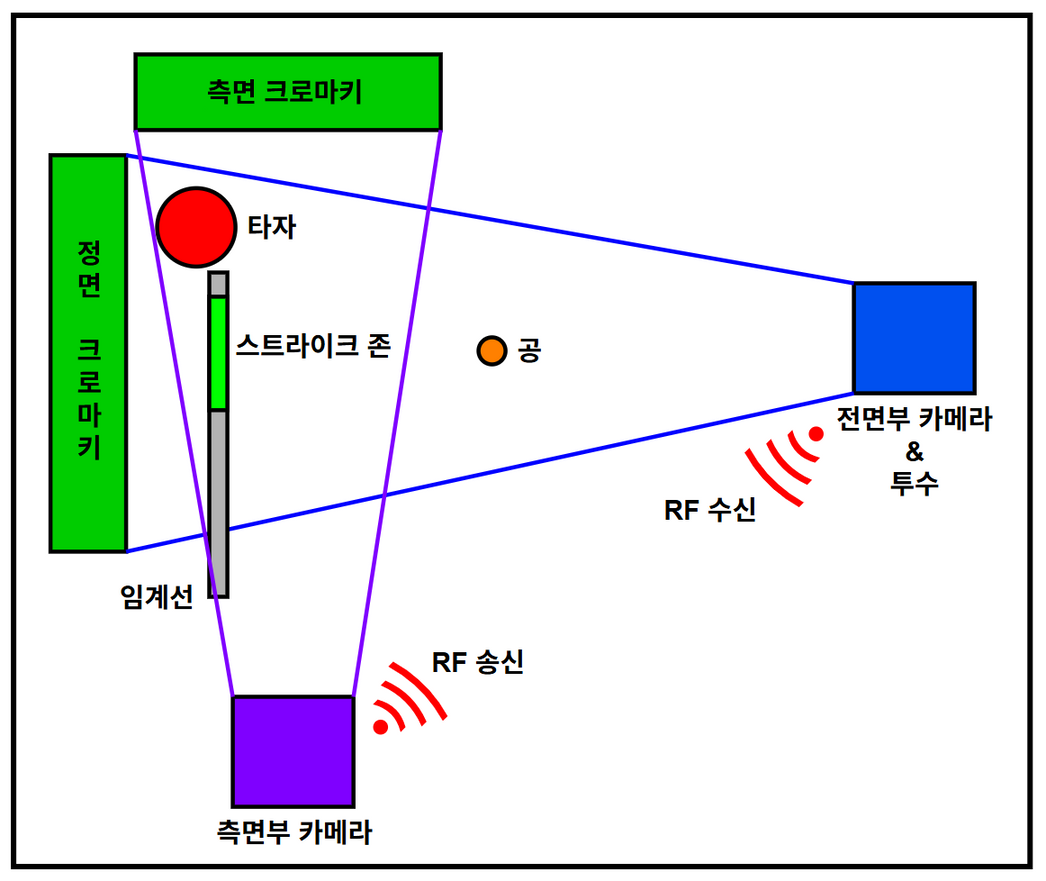 측면 크로마키
정면 크로마키
타자
스트라이크 존
공
전면부 카메라
&
투수
RF 수신
임계선
RF 송신
측면부 카메라